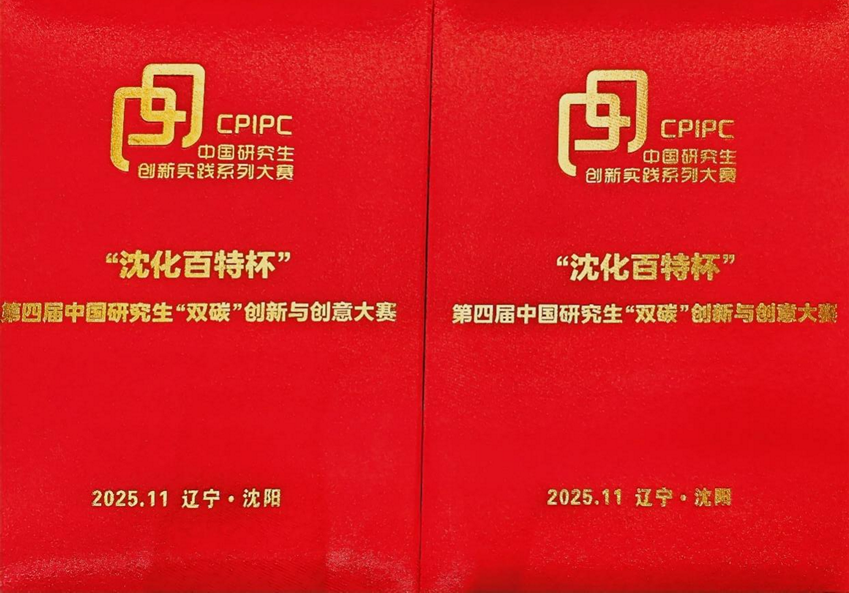 CPIPC
中国研究生
创新实践系列大赛
“沈化百特杯”
第四届中国研究生“双碳”创新与创意大赛
2025.11 辽宁·沈阳
CPIPC
中国研究生
创新实践系列大赛
“沈化百特杯”
第四届中国研究生“双碳”创新与创意大赛
2025.11 辽宁·沈阳